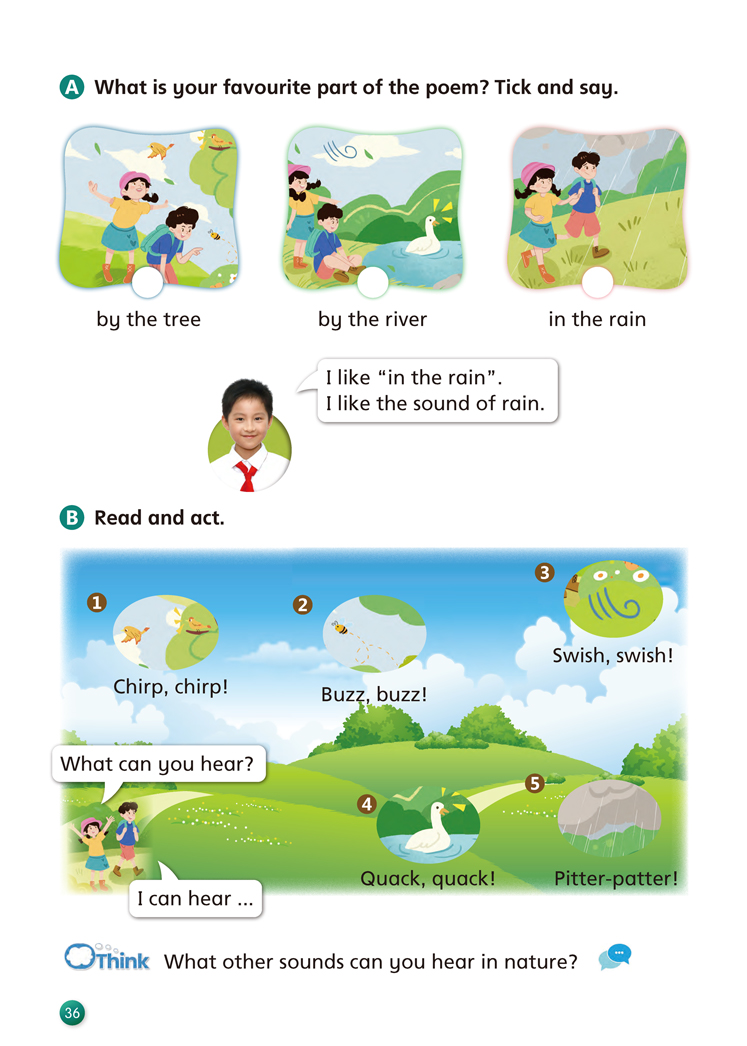 A What is your favourite part of the poem? Tick and say.
by the tree
by the river
in the rain
I like “in the rain”.
I like the sound of rain.
B Read and act.
1
2
3
Chirp, chirp!
Buzz, buzz!
Swish, swish!
What can you hear?
4
5
Quack, quack!
Pitter-patter!
I can hear ...
Think What other sounds can you hear in nature?
36